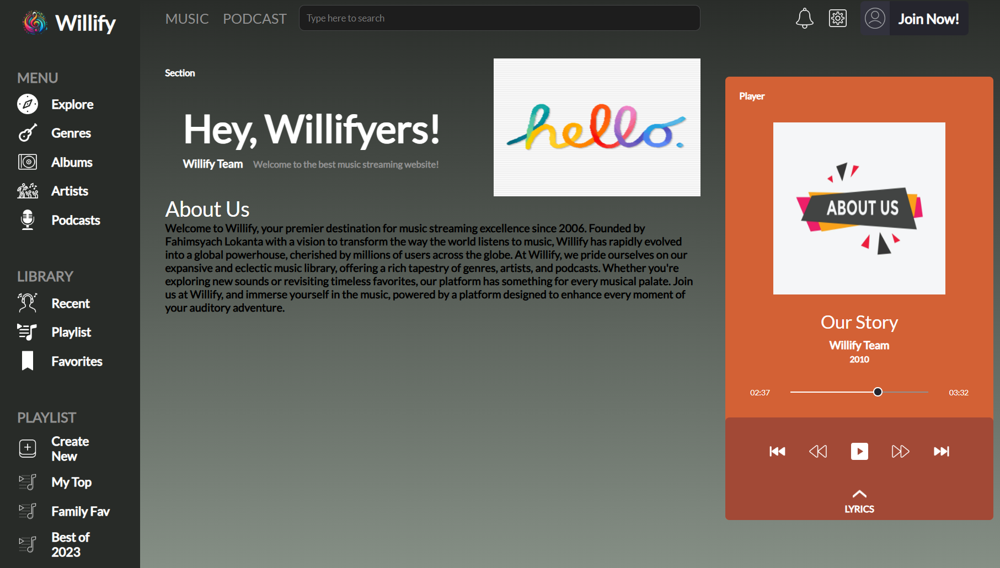 Willify
MUSIC
PODCAST
Type here to search
Join Now!
MENU
Explore
Genres
Albums
Artists
Podcasts
LIBRARY
Recent
Playlist
Favorites
PLAYLIST
Create
New
My Top
Family Fav
Best of
2023
Section
Hey, Willifyers!
Willify Team
Welcome to the best music streaming website!
hello.
About Us
Welcome to Willify, your premier destination for music streaming excellence since 2006. Founded by
Fahimsyach Lokanta with a vision to transform the way the world listens to music, Willify has rapidly evolved
into a global powerhouse, cherished by millions of users across the globe. At Willify, we pride ourselves on our
expansive and eclectic music library, offering a rich tapestry of genres, artists, and podcasts. Whether you're
exploring new sounds or revisiting timeless favorites, our platform has something for every musical palate. Join
us at Willify, and immerse yourself in the music, powered by a platform designed to enhance every moment of
your auditory adventure.
Player
ABOUT US
Our Story
Willify Team
2010
02:37
03:32
LYRICS